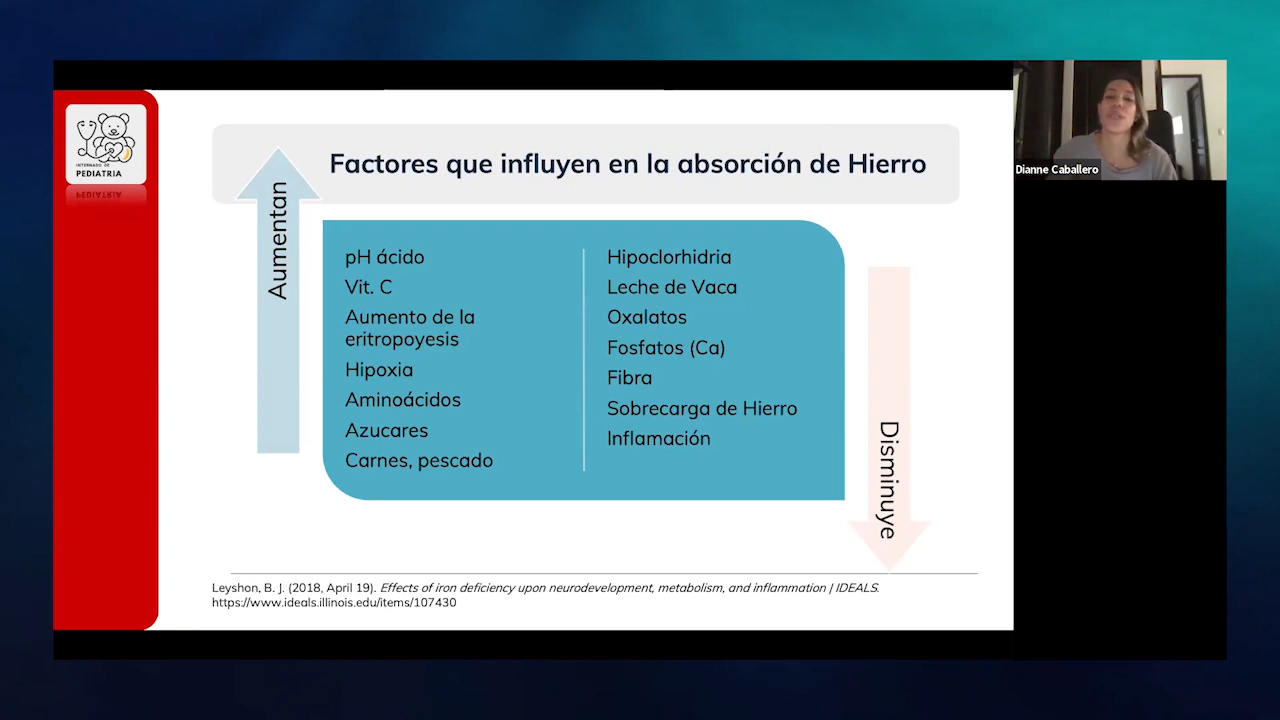 INTERNADO DE
PEDIATRIA
Factores que influyen en la absorción de Hierro
Aumentan
pH ácido
Vit. C
Aumento de la
eritropoyesis
Hipoxia
Aminoácidos
Azucares
Carnes, pescado
Hipoclorhidria
Leche de Vaca
Oxalatos
Fosfatos (Ca)
Fibra
Sobrecarga de Hierro
Inflamación
Disminuye
Leyshon, B. J. (2018, April 19). Effects of iron deficiency upon neurodevelopment, metabolism, and inflammation | IDEALS.
https://www.ideals.illinois.edu/items/107430
Dianne Caballero